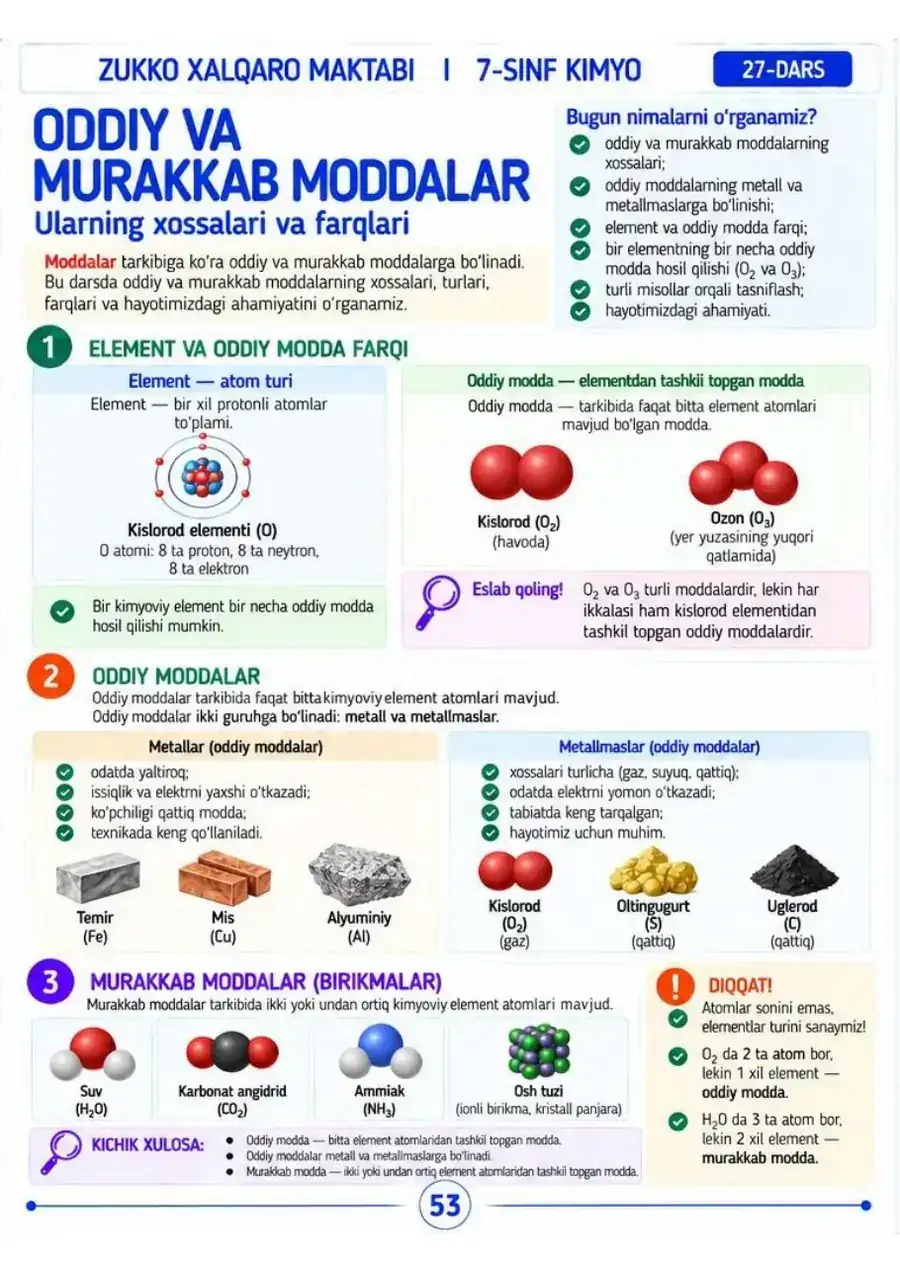 ZUKKO XALQARO MAKTABI | 7-SINF KIMYO
27-DARS
ODDIY VA
MURAKKAB MODDALAR
Ularning xossalari va farqlari
Moddalar tarkibiga ko'ra oddiy va murakkab moddalarga bo'linadi.
Bu darsda oddiy va murakkab moddalarning xossalari, turlari,
farqlari va hayotimizdagi ahamiyatini o'rganamiz.
Bugun nimalarni o'rganamiz?
oddiy va murakkab moddalarning
xossalari;
oddiy moddalarning metall va
metallmaslarga bo'linishi;
element va oddiy modda farqi;
bir elementning bir necha oddiy
modda hosil qilishi (O₂ va O₃);
turli misollar orqali tasniflash;
hayotimizdagi ahamiyati.
1 ELEMENT VA ODDIY MODDA FARQI
Element — atom turi
Element — bir xil protonli atomlar
to'plami.
Kislorod elementi (O)
O atomi: 8 ta proton, 8 ta neytron,
8 ta elektron
Bir kimyoviy element bir necha oddiy modda
hosil qilishi mumkin.
Oddiy modda — elementdan tashkil topgan modda
Oddiy modda — tarkibida faqat bitta element atomlari
mavjud bo'lgan modda.
Kislorod (O₂)
(havoda)
Ozon (O₃)
(yer yuzasining yuqori
qatlamida)
Eslab qoling!
O₂ va O₃ turli moddalardir, lekin har
ikkalasi ham kislorod elementidan
tashkil topgan oddiy moddalardir.
2 ODDIY MODDALAR
Oddiy moddalar tarkibida faqat bitta kimyoviy element atomlari mavjud.
Oddiy moddalar ikki guruhga bo'linadi: metall va metallmaslar.
Metallar (oddiy moddalar)
odatda yaltiroq;
issiqlik va elektrni yaxshi o'tkazadi;
ko'pchiligi qattiq modda;
texnikada keng qo'llaniladi.
Temir
(Fe)
Mis
(Cu)
Alyuminiy
(Al)
Metallmaslar (oddiy moddalar)
xossalari turlicha (gaz, suyuq, qattiq);
odatda elektrni yomon o'tkazadi;
tabiatda keng tarqalgan;
hayotimiz uchun muhim.
Kislorod
(O₂)
(gaz)
Oltingugurt
(S)
(qattiq)
Uglerod
(C)
(qattiq)
3 MURAKKAB MODDALAR (BIRIKMALAR)
Murakkab moddalar tarkibida ikki yoki undan ortiq kimyoviy element atomlari mavjud.
Suv
(H₂O)
Karbonat angidrid
(CO₂)
Ammiak
(NH₃)
Osh tuzi
(ionli birikma, kristall panjara)
! DIQQAT!
Atomlar sonini emas,
elementlar turini sanaymiz!
O₂ da 2 ta atom bor,
lekin 1 xil element —
oddiy modda.
H₂O da 3 ta atom bor,
lekin 2 xil element —
murakkab modda.
KICHIK XULOSA:
• Oddiy modda — bitta element atomlaridan tashkil topgan modda.
• Oddiy moddalar metall va metallmaslarga bo'linadi.
• Murakkab modda — ikki yoki undan ortiq element atomlaridan tashkil topgan modda.
53